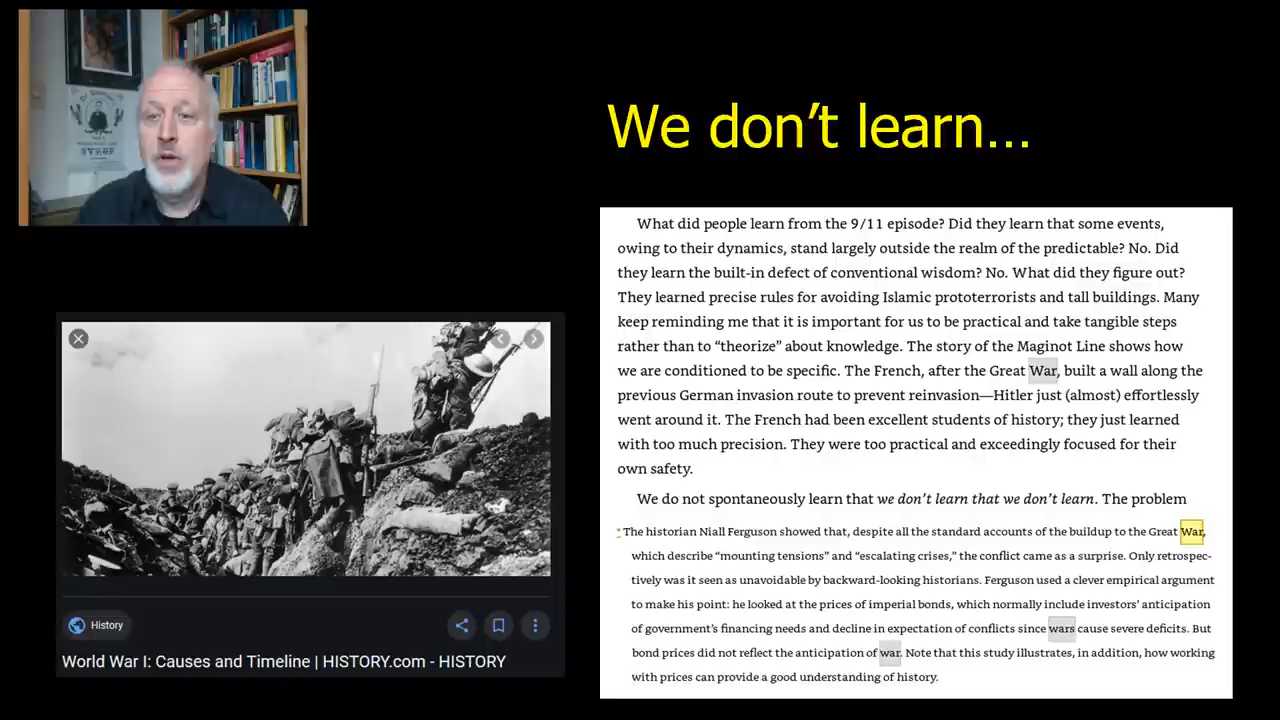 SYRUP
We don't learn...
What did people learn from the 9/11 episode? Did they learn that some events,
owing to their dynamics, stand largely outside the realm of the predictable? No. Did
they learn the built-in defect of conventional wisdom? No. What did they figure out?
They learned precise rules for avoiding Islamic prototerrorists and tall buildings. Many
keep reminding me that it is important for us to be practical and take tangible steps
rather than to “theorize” about knowledge. The story of the Maginot Line shows how
we are conditioned to be specific. The French, after the Great War, built a wall along the
previous German invasion route to prevent reinvasion—Hitler just (almost) effortlessly
went around it. The French had been excellent students of history; they just learned
with too much precision. They were too practical and exceedingly focused for their
own safety.
We do not spontaneously learn that we don’t learn that we don’t learn. The problem
* The historian Niall Ferguson showed that, despite all the standard accounts of the buildup to the Great War,
which describe “mounting tensions” and “escalating crises,” the conflict came as a surprise. Only retrospec-
tively was it seen as unavoidable by backward-looking historians. Ferguson used a clever empirical argument
to make his point: he looked at the prices of imperial bonds, which normally include investors’ anticipation
of government’s financing needs and decline in expectation of conflicts since wars cause severe deficits. But
bond prices did not reflect the anticipation of war. Note that this study illustrates, in addition, how working
with prices can provide a good understanding of history.
History
World War I: Causes and Timeline | HISTORY.com - HISTORY